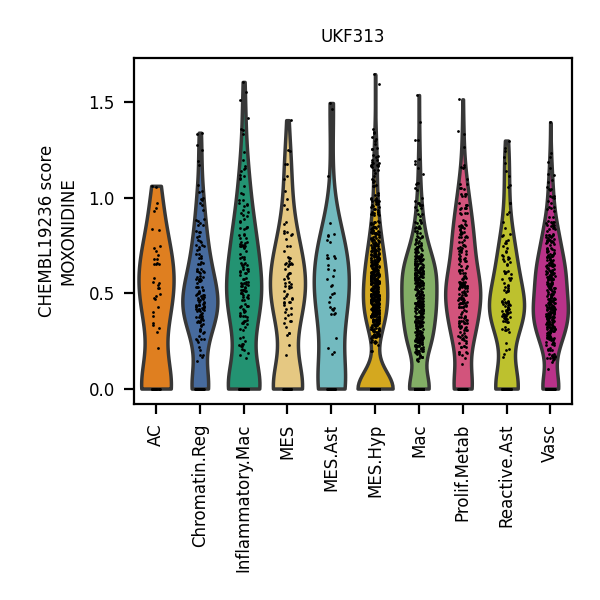 UKF313
CHEMBL19236 score
MOXONIDINE
1.5
1.0
0.5
0.0
AC
Chromatin.Reg
Inflammatory.Mac
MES
MES.Ast
MES.Hyp
Mac
Prolif.Metab
Reactive.Ast
Vasc